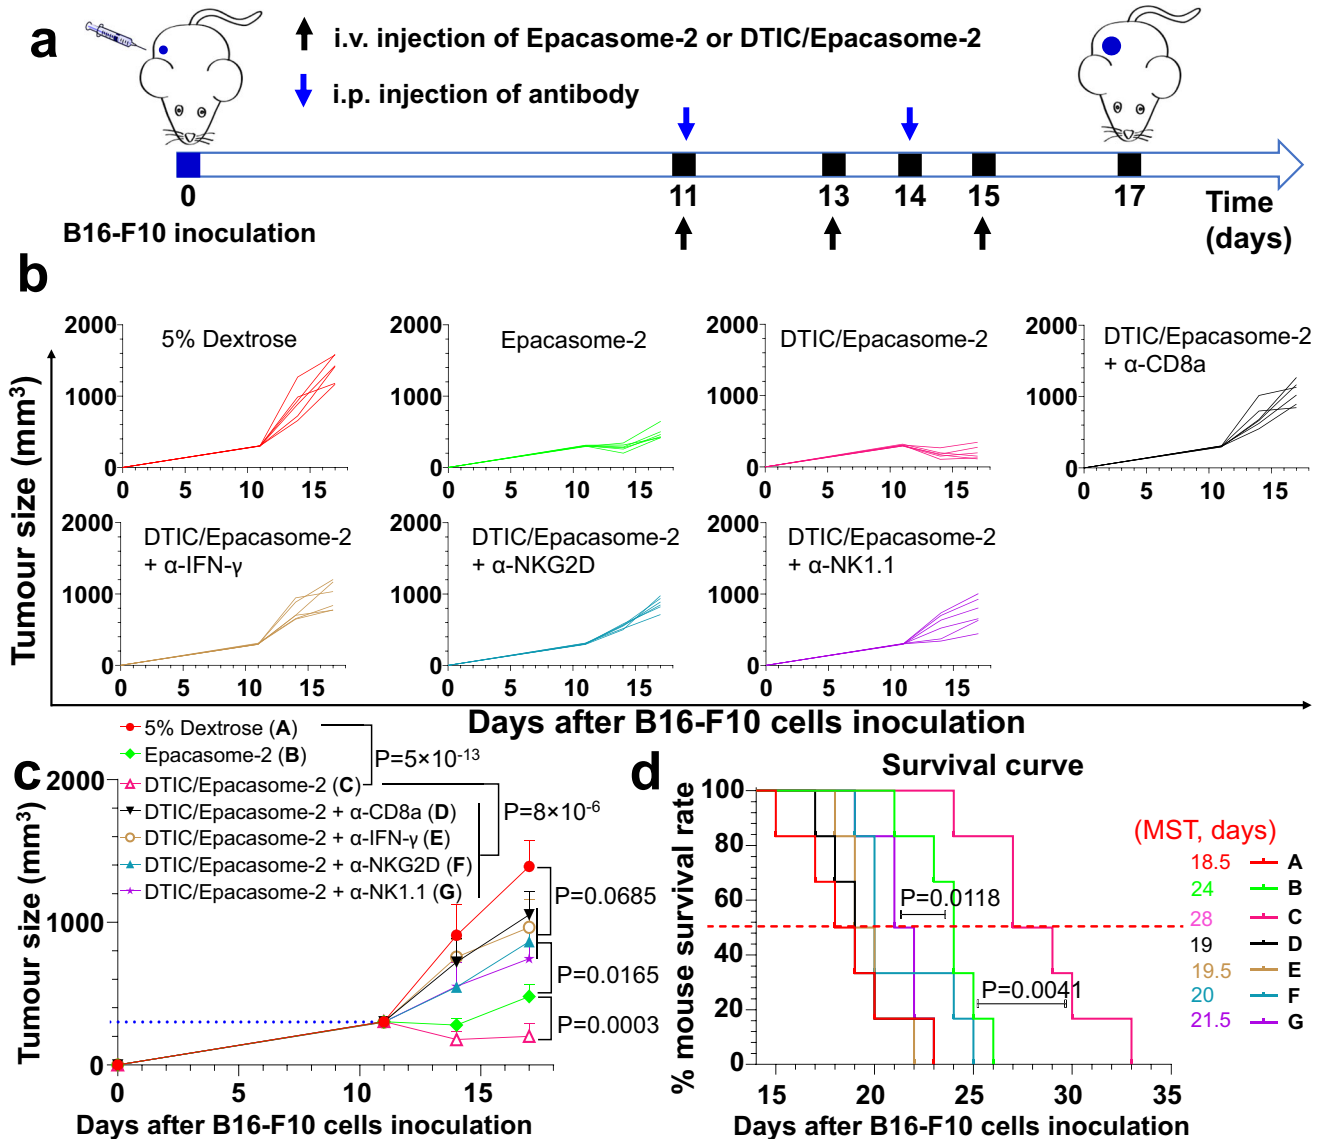 a
i.v. injection of Epacasome-2 or DTIC/Epacasome-2
i.p. injection of antibody
0
11
13
14
15
17
B16-F10 inoculation
Time
(days)
b
Tumour size (mm³)
2000
1000
0
0 5 10 15
5% Dextrose
2000
1000
0
0 5 10 15
Epacasome-2
2000
1000
0
0 5 10 15
DTIC/Epacasome-2
2000
1000
0
0 5 10 15
DTIC/Epacasome-2
+ α-CD8a
2000
1000
0
0 5 10 15
DTIC/Epacasome-2
+ α-IFN-γ
2000
1000
0
0 5 10 15
DTIC/Epacasome-2
+ α-NKG2D
2000
1000
0
0 5 10 15
DTIC/Epacasome-2
+ α-NK1.1
Days after B16-F10 cells inoculation
c
5% Dextrose (A)
Epacasome-2 (B)
DTIC/Epacasome-2 (C)
DTIC/Epacasome-2 + α-CD8a (D)
DTIC/Epacasome-2 + α-IFN-γ (E)
DTIC/Epacasome-2 + α-NKG2D (F)
DTIC/Epacasome-2 + α-NK1.1 (G)
P=5×10⁻¹³
P=8×10⁻⁶
P=0.0685
P=0.0165
P=0.0003
Tumour size (mm³)
2000
1000
0
0 5 10 15
Days after B16-F10 cells inoculation
d
Survival curve
% mouse survival rate
100
80
60
40
20
0
15 20 25 30 35
Days after B16-F10 cells inoculation
P=0.0118
P=0.0041
(MST, days)
18.5 A
24 B
28 C
19 D
19.5 E
20 F
21.5 G